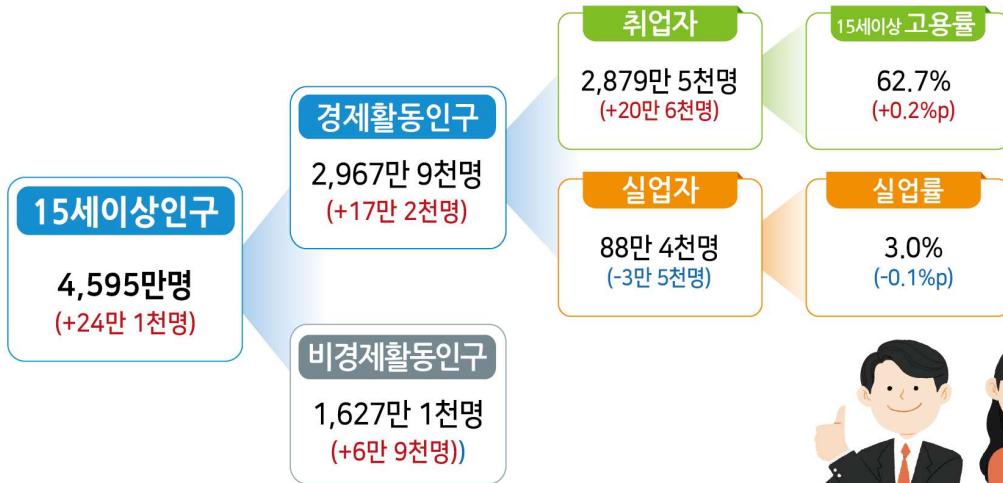 15세이상인구
4,595만명
(+24만 1천명)
경제활동인구
2,967만 9천명
(+17만 2천명)
비경제활동인구
1,627만 1천명
(+6만 9천명))
취업자
2,879만 5천명
(+20만 6천명)
15세이상 고용률
62.7%
(+0.2%p)
실업자
88만 4천명
(-3만 5천명)
실업률
3.0%
(-0.1%p)